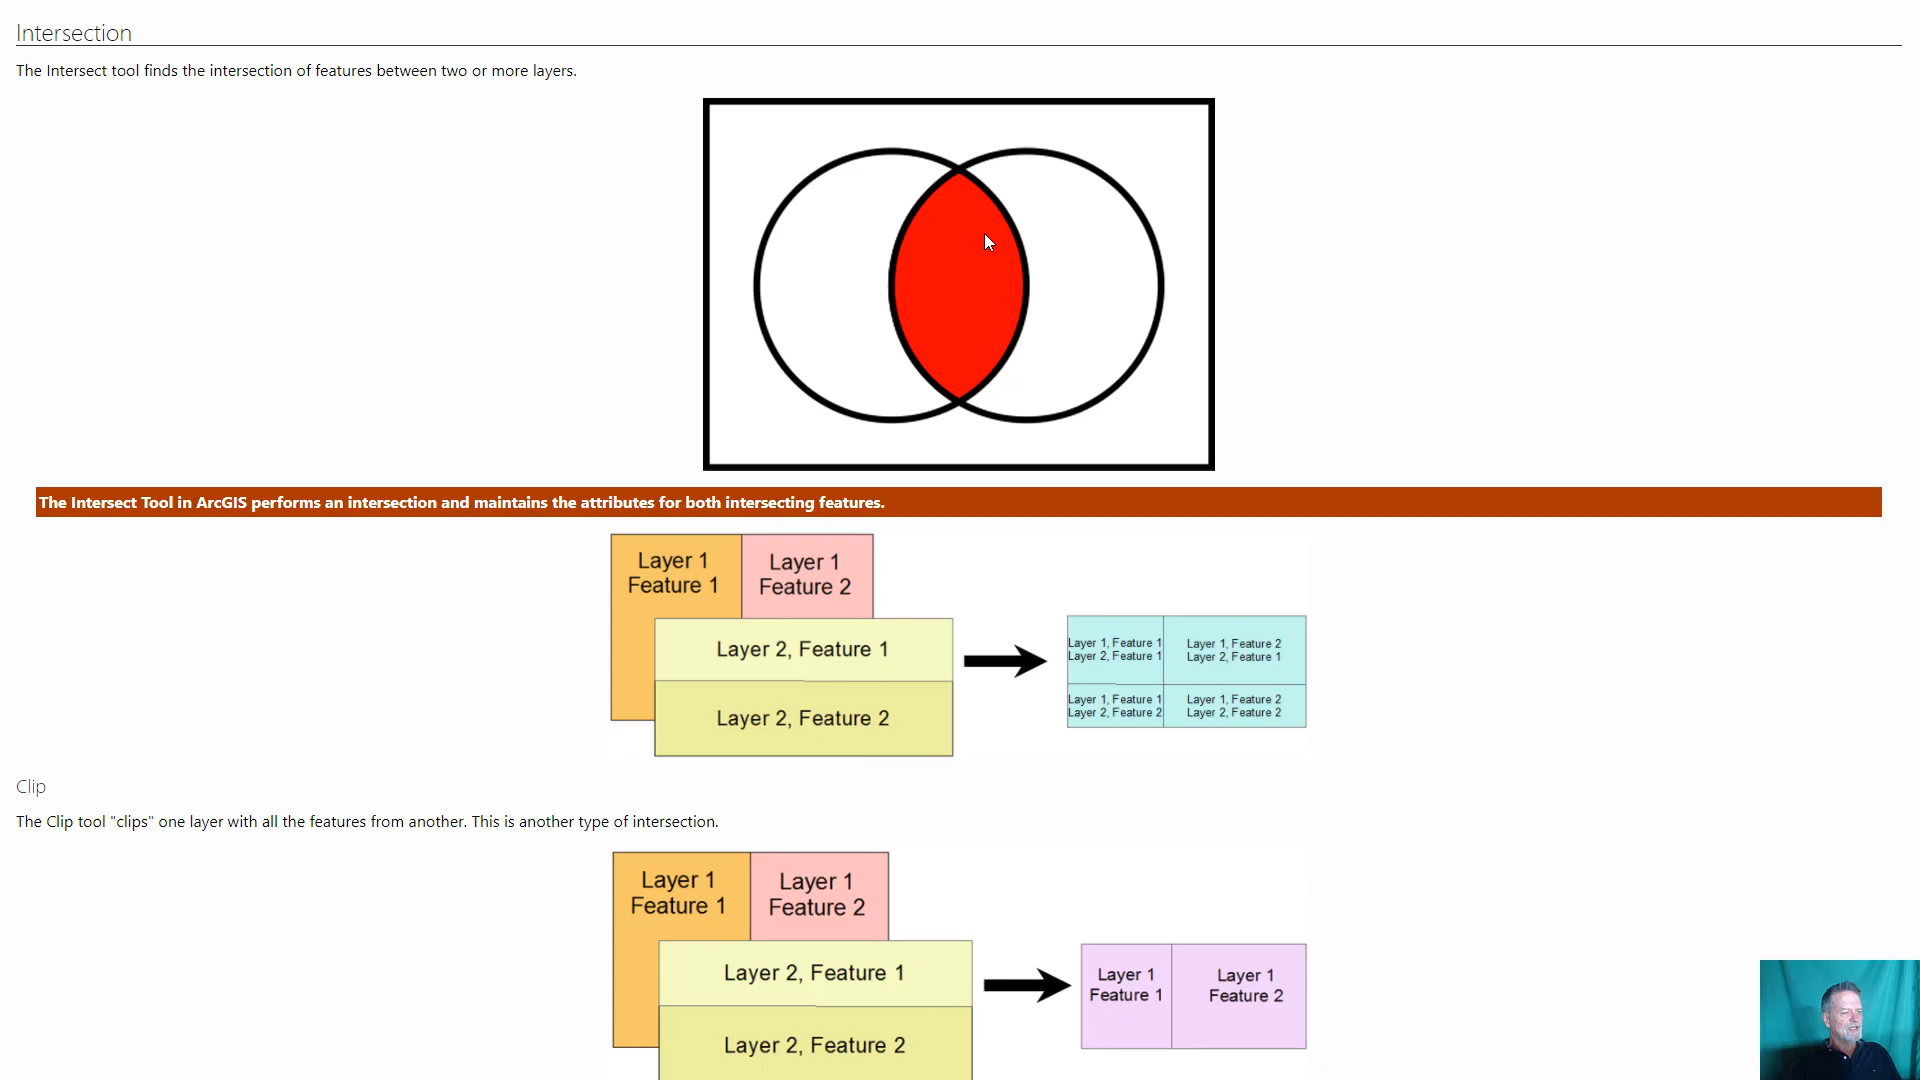 Intersection
The Intersect tool finds the intersection of features between two or more layers.
The Intersect Tool in ArcGIS performs an intersection and maintains the attributes for both intersecting features.
Layer 1
Feature 1
Layer 1
Feature 2
Layer 2, Feature 1
Layer 2, Feature 2
Layer 1, Feature 1
Layer 2, Feature 1
Layer 1, Feature 2
Layer 2, Feature 1
Layer 1, Feature 1
Layer 2, Feature 2
Layer 1, Feature 2
Layer 2, Feature 2
Clip
The Clip tool "clips" one layer with all the features from another. This is another type of intersection.
Layer 1
Feature 1
Layer 1
Feature 2
Layer 2, Feature 1
Layer 2, Feature 2
Layer 1
Feature 1
Layer 1
Feature 2